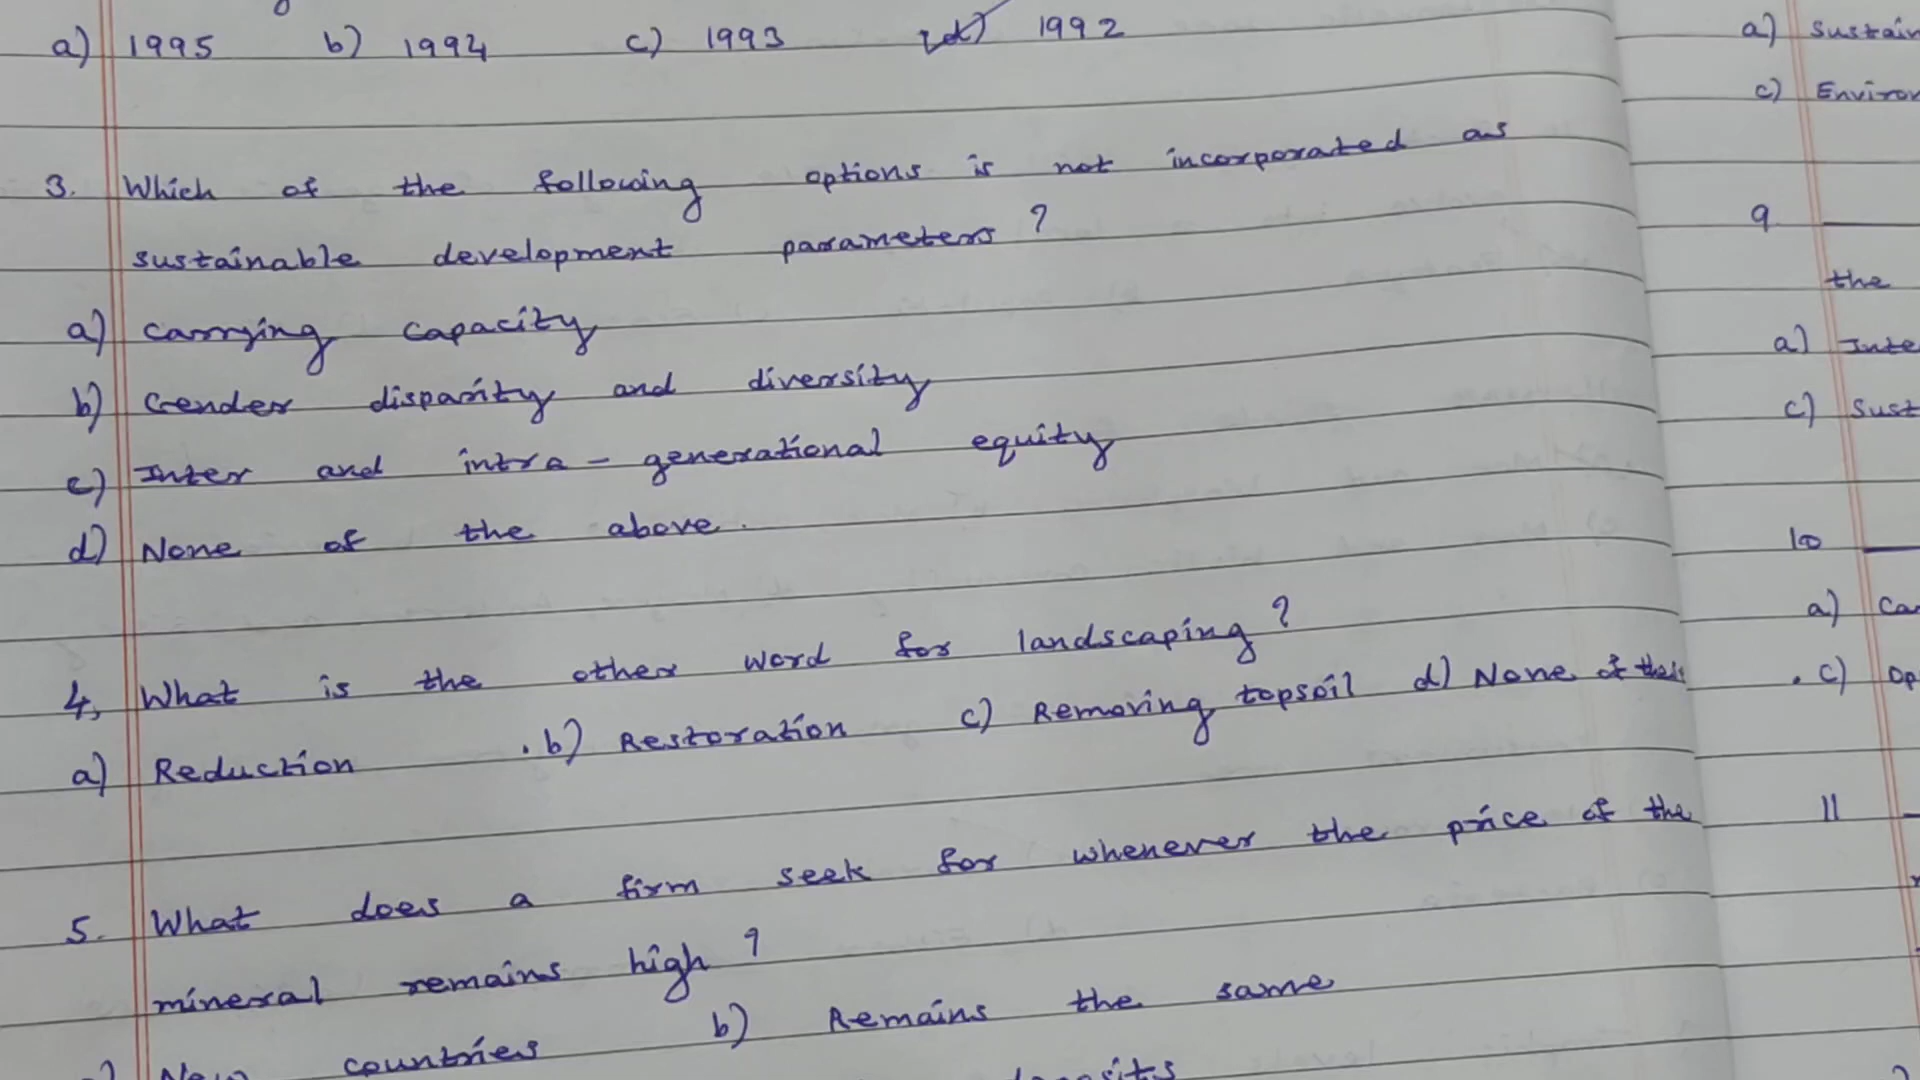 a) 1995 b) 1994 c) 1993 d) 1992
3. Which of the following options is not incorporated as
sustainable development parameters ?
a) Carrying capacity
b) Gender disparity and diversity
c) Inter and intra - generational equity
d) None of the above.
4. What is the other word for landscaping ?
a) Reduction .b) Restoration c) Removing topsoil d) None of these
5. What does a firm seek for whenever the price of the
mineral remains high ?
New countries b) Remains the same
a) Sustain
c) Environ
9
the
a) Inte
c) Sust
10
a) Ca
. c) Op
11